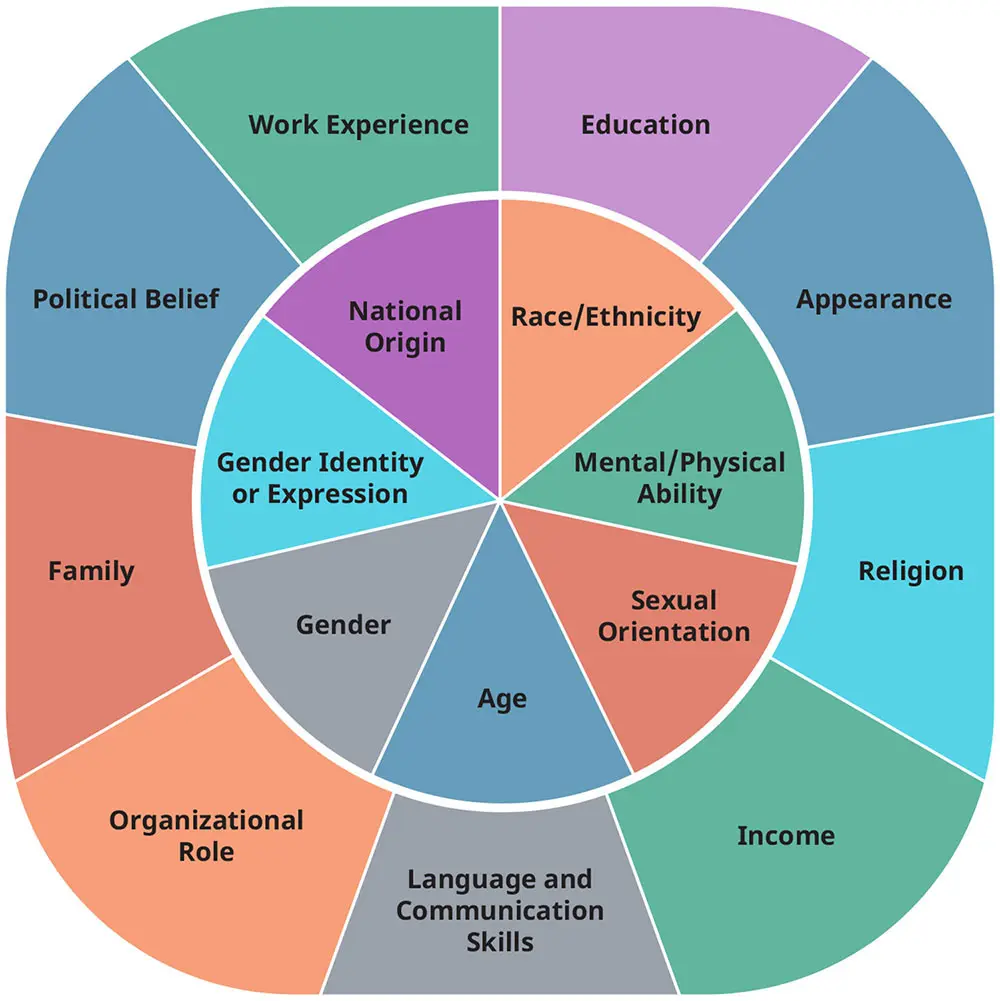 Work Experience
Education
Political Belief
Appearance
National
Origin
Race/Ethnicity
Gender Identity
or Expression
Mental/Physical
Ability
Family
Religion
Gender
Sexual
Orientation
Age
Organizational
Role
Income
Language and
Communication
Skills